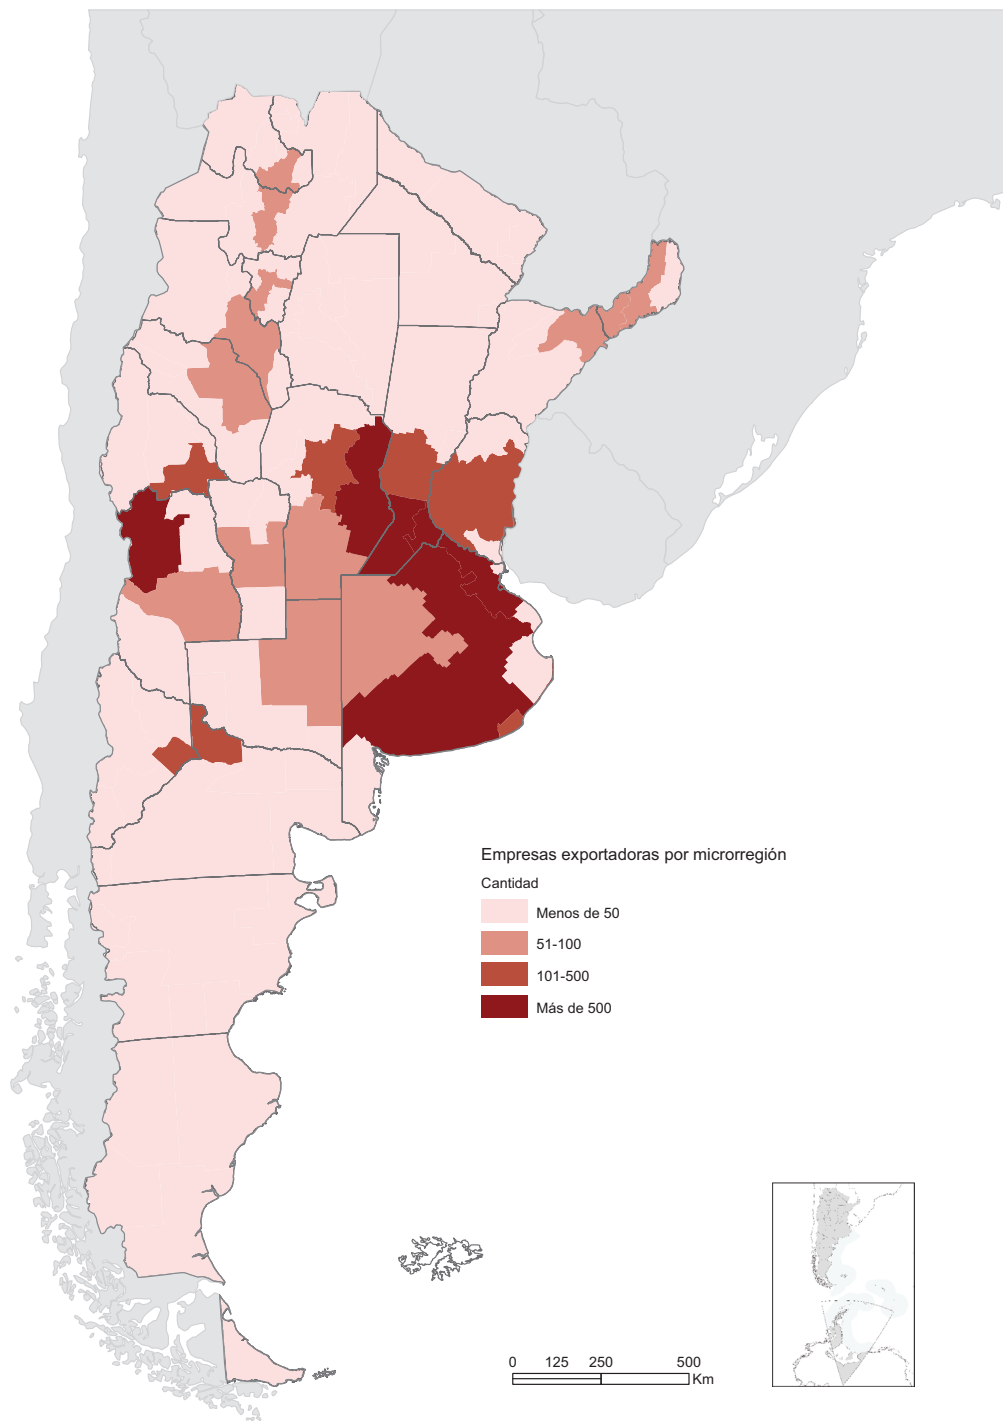 Empresas exportadoras por microrregión
Cantidad
Menos de 50
51-100
101-500
Más de 500
0 125 250 500
Km